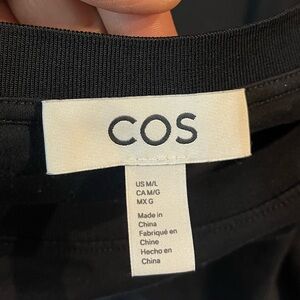 COS
US M/L
CA M/G
MX G
Made in
China
Fabriqué en
Chine
Hecho en
China